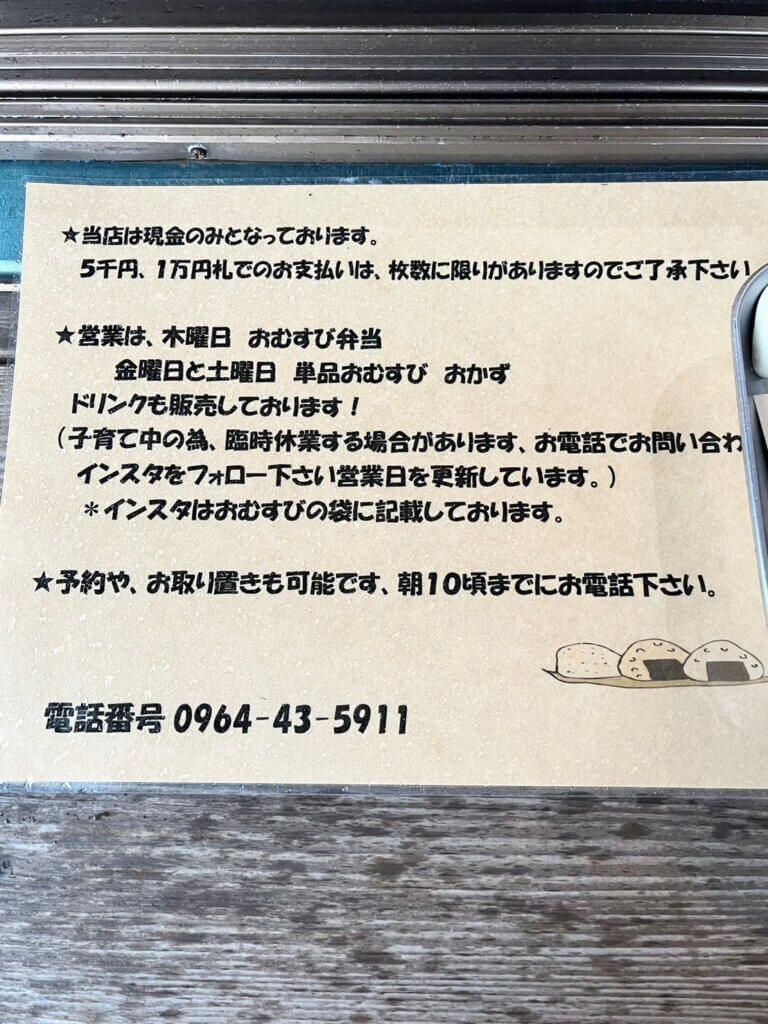 ★当店は現金のみとなっております。
5千円、1万円札でのお支払いは、枚数に限りがありますのでご了承下さい
★営業は、木曜日 おむすび弁当
金曜日と土曜日 単品おむすび おかず
ドリンクも販売しております！
(子育て中の為、臨時休業する場合があります、お電話でお問い合わ
インスタをフォロー下さい営業日を更新しています。)
＊インスタはおむすびの袋に記載しております。
★予約や、お取り置きも可能です、朝10頃までにお電話下さい。
電話番号 0964-43-5911